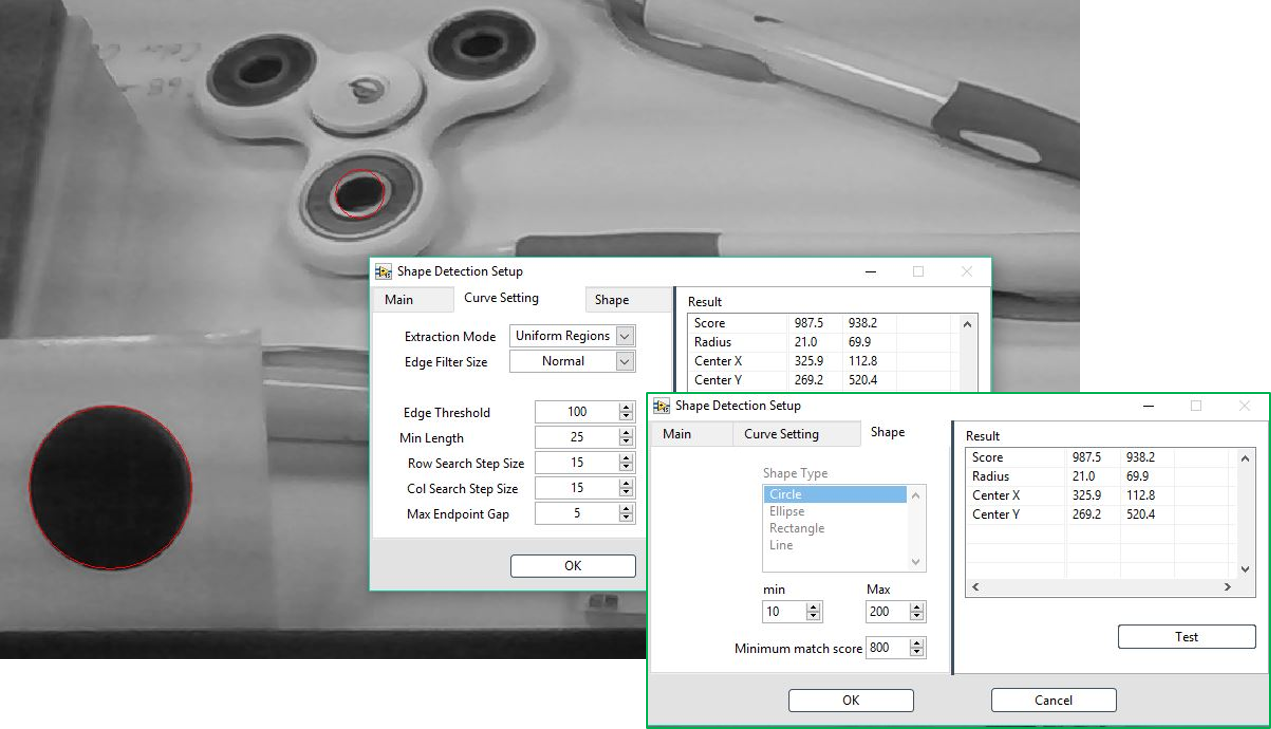 Shape Detection Setup
Main
Curve Setting
Shape
Extraction Mode Uniform Regions
Edge Filter Size Normal
Edge Threshold 100
Min Length 25
Row Search Step Size 15
Col Search Step Size 15
Max Endpoint Gap 5
OK
Result
Score 987.5 938.2
Radius 21.0 69.9
Center X 325.9 112.8
Center Y 269.2 520.4
Shape Detection Setup
Main
Curve Setting
Shape
Shape Type
Circle
Ellipse
Rectangle
Line
min Max
10 200
Minimum match score 800
Result
Score 987.5 938.2
Radius 21.0 69.9
Center X 325.9 112.8
Center Y 269.2 520.4
Test
OK
Cancel